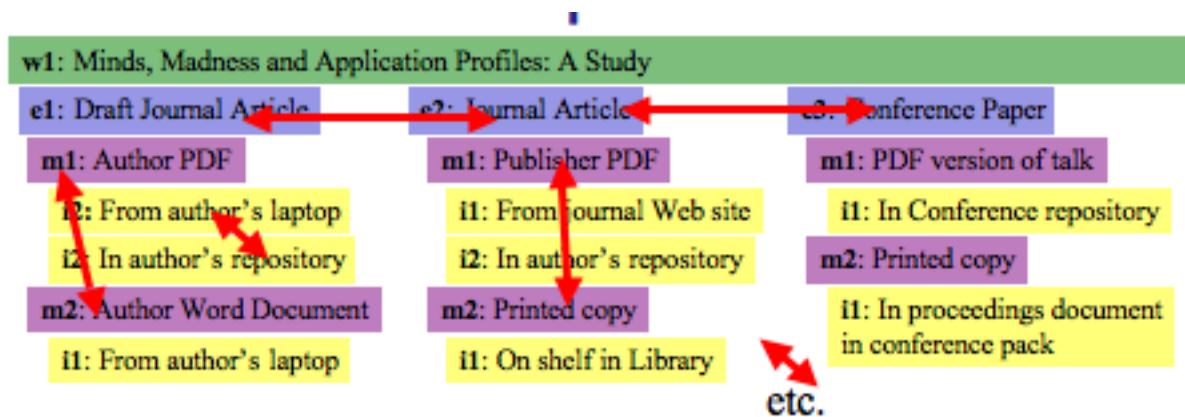 w1: Minds, Madness and Application Profiles: A Study
e1: Draft Journal Article
m1: Author PDF
i2: From author's laptop
i2: In author's repository
m2: Author Word Document
i1: From author's laptop
e2: Journal Article
m1: Publisher PDF
i1: From journal Web site
i2: In author's repository
m2: Printed copy
i1: On shelf in Library
e3: Conference Paper
m1: PDF version of talk
i1: In Conference repository
m2: Printed copy
i1: In proceedings document
in conference pack
etc.